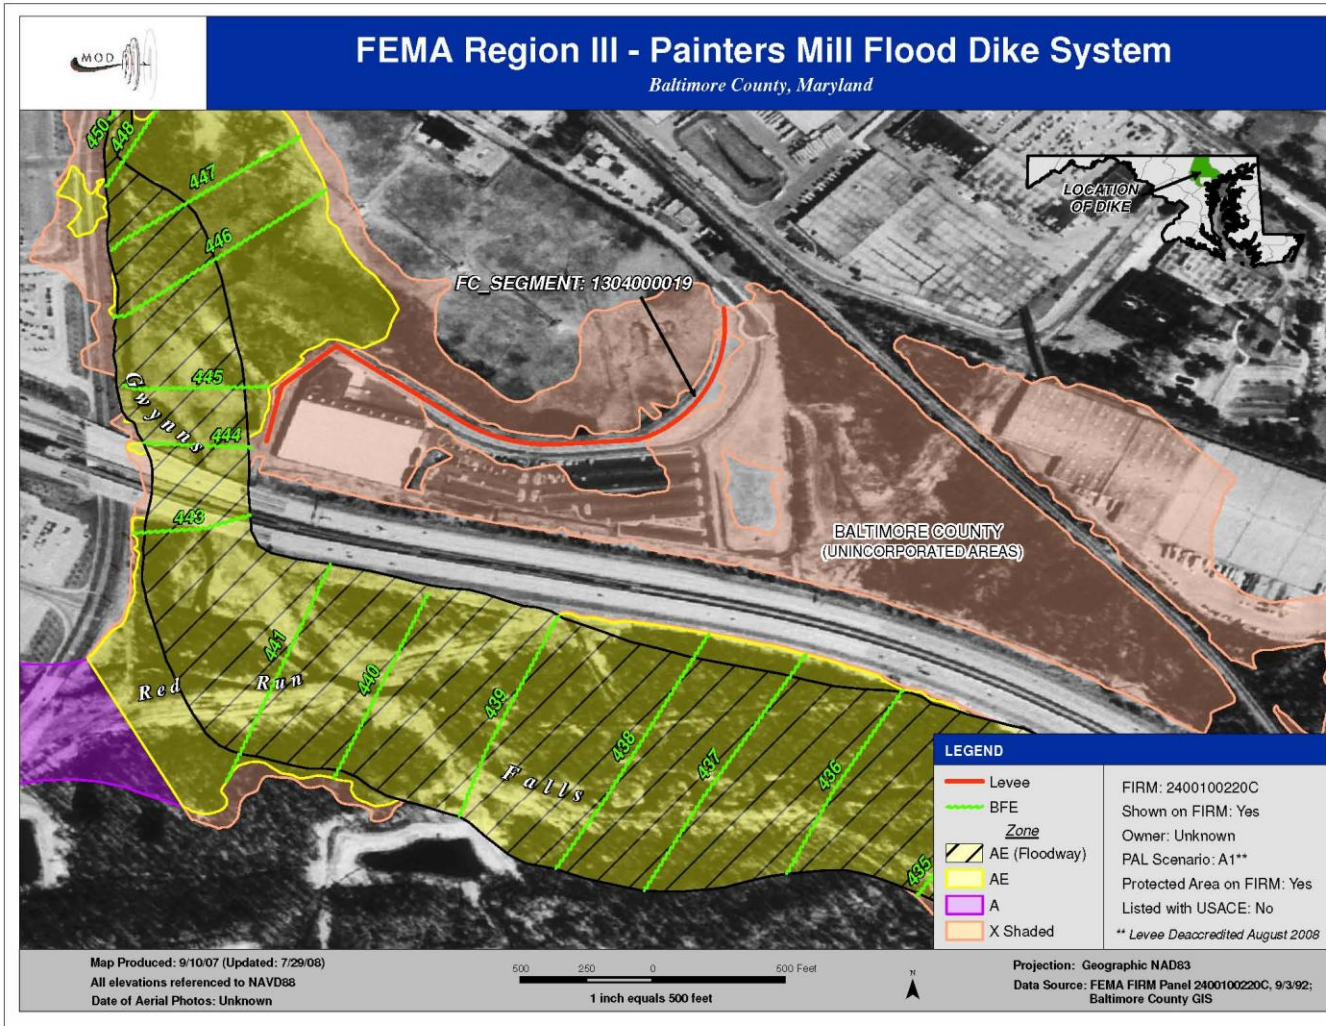 MOD
FEMA Region III - Painters Mill Flood Dike System
Baltimore County, Maryland
450
448
447
446
445
444
443
441
440
439
438
437
436
435
Gwynns
Red Run
Falls
FC_SEGMENT: 1304000019
LOCATION
OF DIKE
BALTIMORE COUNTY
(UNINCORPORATED AREAS)
LEGEND
Levee
BFE
Zone
AE (Floodway)
AE
A
X Shaded
FIRM: 2400100220C
Shown on FIRM: Yes
Owner: Unknown
PAL Scenario: A1**
Protected Area on FIRM: Yes
Listed with USACE: No
** Levee Deaccredited August 2008
Map Produced: 9/10/07 (Updated: 7/29/08)
All elevations referenced to NAVD88
Date of Aerial Photos: Unknown
500 250 0 500 Feet
1 inch equals 500 feet
N
Projection: Geographic NAD83
Data Source: FEMA FIRM Panel 2400100220C, 9/3/92;
Baltimore County GIS